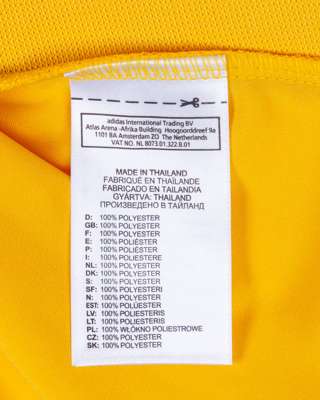 adidas International Trading BV
Atlas Arena -Afrika Building Hoogoorddreef 9a
1101 BA Amsterdam ZO The Netherlands
VAT NO. NL 8073.01.322.B.01
MADE IN THAILAND
FABRIQUÉ EN THAÏLANDE
FABRICADO EN TAILANDIA
GYÁRTVA: THAILAND
ПРОИЗВЕДЕНО В ТАЙЛАНД
D: 100% POLYESTER
GB: 100% POLYESTER
F: 100% POLYESTER
E: 100% POLIÉSTER
P: 100% POLIÉSTER
I: 100% POLIESTERE
NL: 100% POLYESTER
DK: 100% POLYESTER
S: 100% POLYESTER
SF: 100% POLYESTERI
N: 100% POLYESTER
EST: 100% POLÜESTER
LV: 100% POLIESTERIS
LT: 100% POLIESTERIS
PL: 100% WŁÓKNO POLIESTROWE
CZ: 100% POLYESTER
SK: 100% POLYESTER